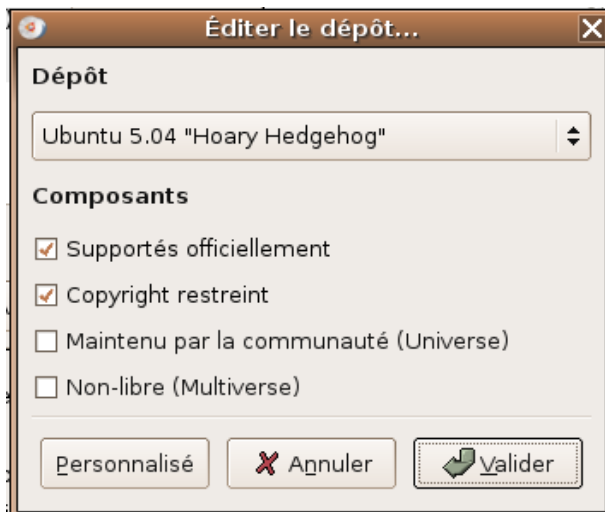 Éditer le dépôt...
Dépôt
Ubuntu 5.04 "Hoary Hedgehog"
Composants
Supportés officiellement
Copyright restreint
Maintenu par la communauté (Universe)
Non-libre (Multiverse)
Personnalisé
Annuler
Valider